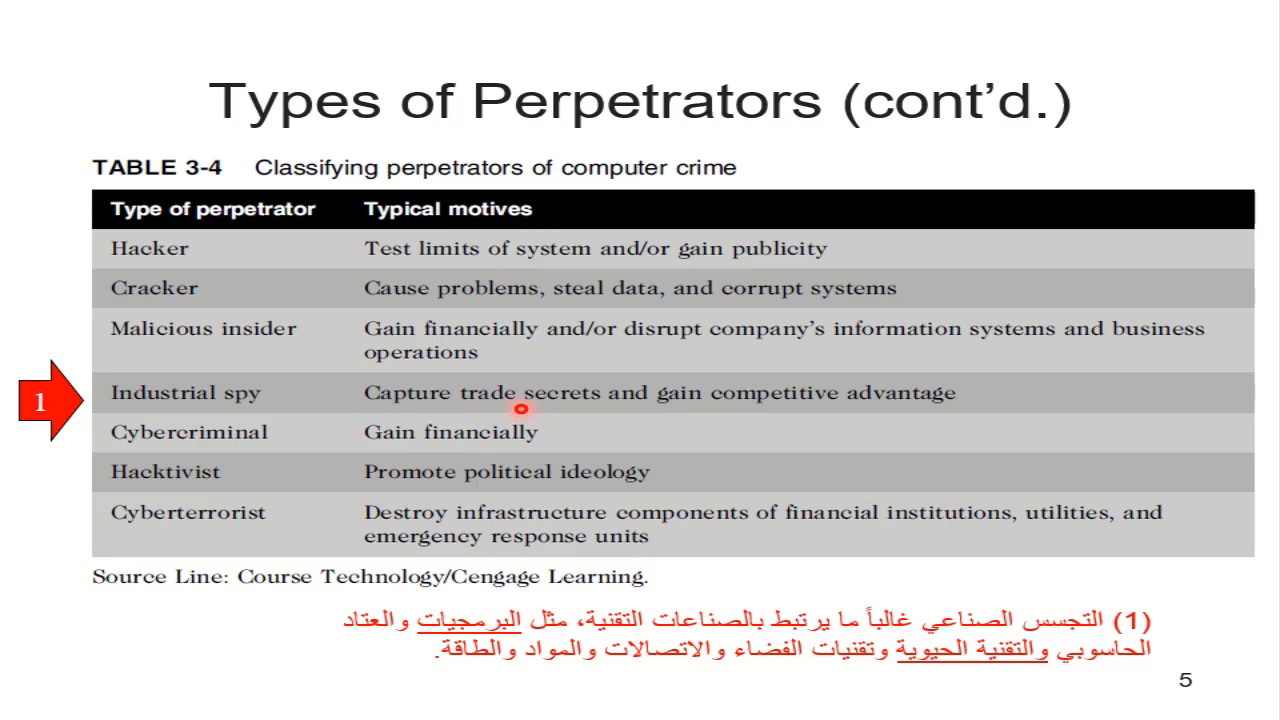 Types of Perpetrators (cont’d.)
TABLE 3-4 Classifying perpetrators of computer crime
Type of perpetrator Typical motives
Hacker Test limits of system and/or gain publicity
Cracker Cause problems, steal data, and corrupt systems
Malicious insider Gain financially and/or disrupt company’s information systems and business
operations
1
Industrial spy Capture trade secrets and gain competitive advantage
Cybercriminal Gain financially
Hacktivist Promote political ideology
Cyberterrorist Destroy infrastructure components of financial institutions, utilities, and
emergency response units
Source Line: Course Technology/Cengage Learning.
(1) التجسس الصناعي غالباً ما يرتبط بالصناعات التقنية، مثل البرمجيات والعتاد
الحاسوبي والتقنية الحيوية وتقنيات الفضاء والاتصالات والمواد والطاقة.
5